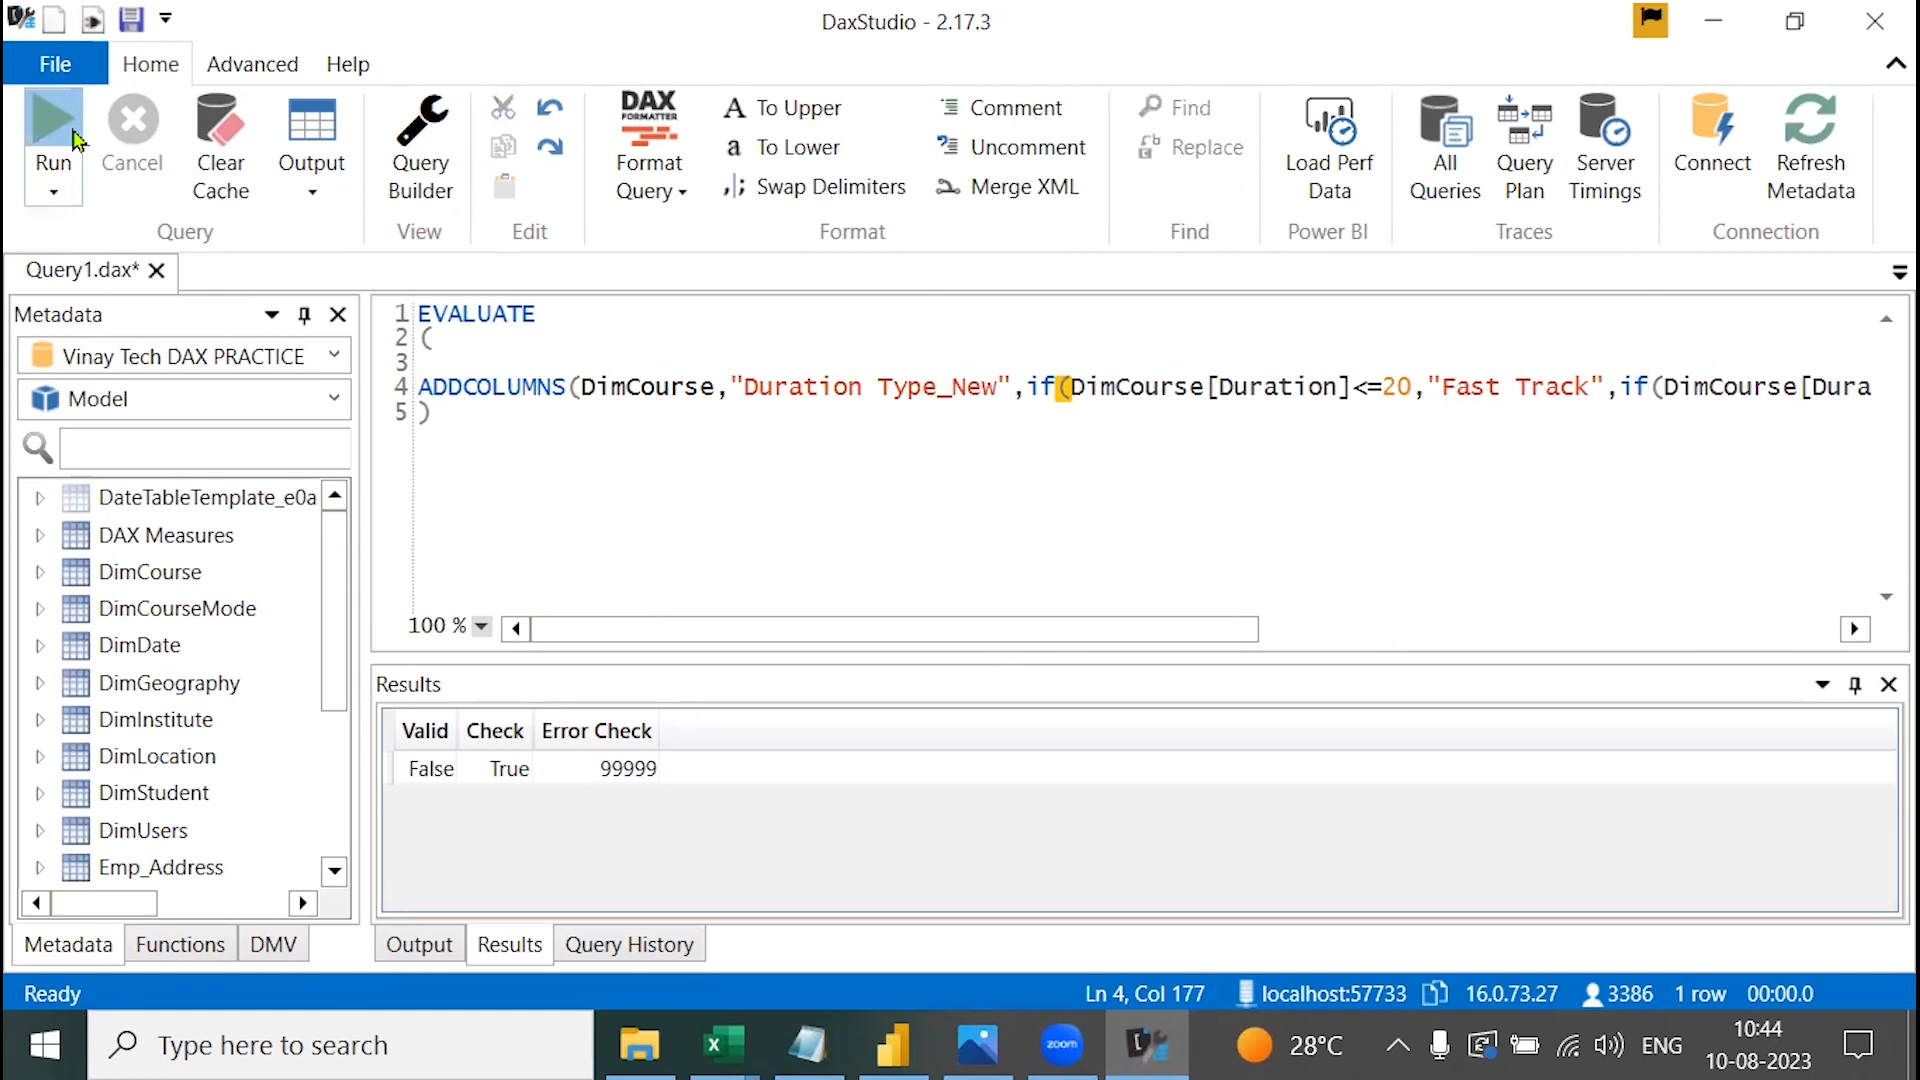 DaxStudio - 2.17.3
File Home Advanced Help
Run
Cancel
Clear Cache
Output
Query
Query Builder
View
Edit
DAX FORMATTER
Format Query
A To Upper
a To Lower
Swap Delimiters
Comment
Uncomment
Merge XML
Format
Find
Replace
Find
Load Perf Data
Power BI
All Queries
Query Plan
Server Timings
Traces
Connect
Refresh Metadata
Connection
Query1.dax*
Metadata
Vinay Tech DAX PRACTICE
Model
DateTableTemplate_e0a
DAX Measures
DimCourse
DimCourseMode
DimDate
DimGeography
DimInstitute
DimLocation
DimStudent
DimUsers
Emp_Address
Metadata Functions DMV
1 EVALUATE
2 (
3
4 ADDCOLUMNS(DimCourse,"Duration Type_New",if(DimCourse[Duration]<=20,"Fast Track",if(DimCourse[Dura
5 )
100 %
Results
Valid Check Error Check
False True 99999
Output Results Query History
Ready Ln 4, Col 177 localhost:57733 16.0.73.27 3386 1 row 00:00.0
Type here to search zoom 28°C ENG 10:44
10-08-2023